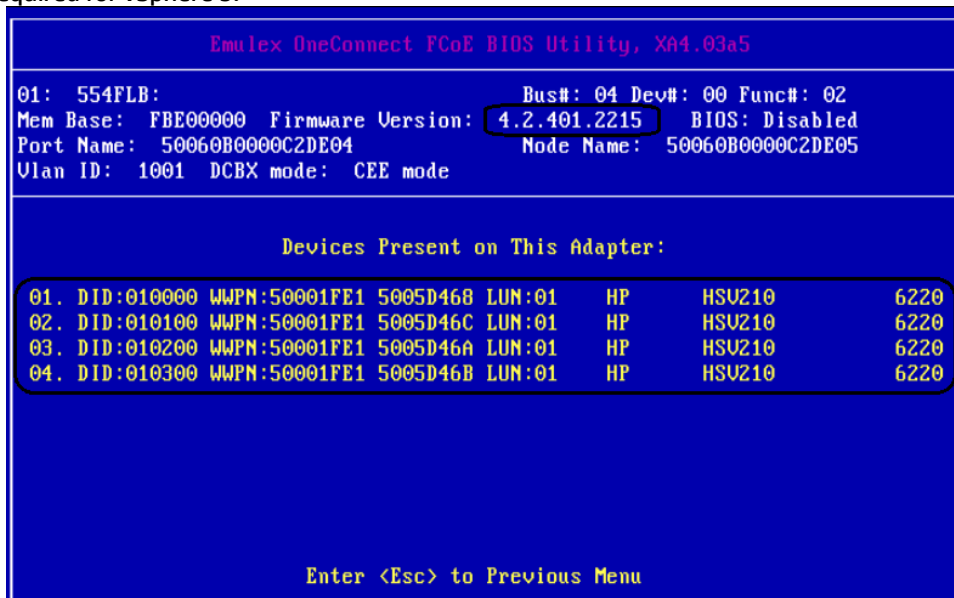 Emulex OneConnect FCoE BIOS Utility, XA4.03a5
01: 554FLB: Bus#: 04 Dev#: 00 Func#: 02
Mem Base: FBE00000 Firmware Version: 4.2.401.2215 BIOS: Disabled
Port Name: 50060B0000C2DE04 Node Name: 50060B0000C2DE05
Vlan ID: 1001 DCBX mode: CEE mode
Devices Present on This Adapter:
01. DID:010000 WWPN:50001FE1 5005D468 LUN:01 HP HSV210 6220
02. DID:010100 WWPN:50001FE1 5005D46C LUN:01 HP HSV210 6220
03. DID:010200 WWPN:50001FE1 5005D46A LUN:01 HP HSV210 6220
04. DID:010300 WWPN:50001FE1 5005D46B LUN:01 HP HSV210 6220
Enter <Esc> to Previous Menu